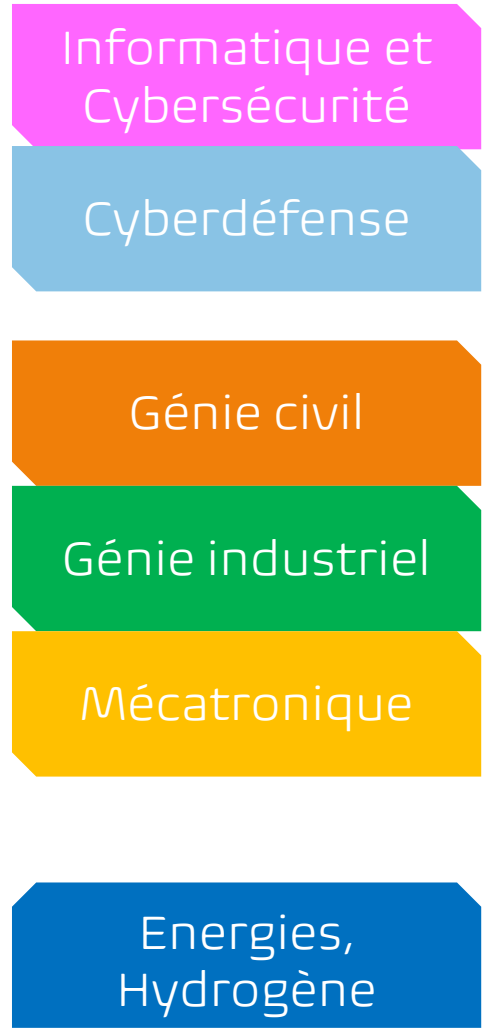 Informatique et
Cybersécurité
Cyberdéfense
Génie civil
Génie industriel
Mécatronique
Energies,
Hydrogène